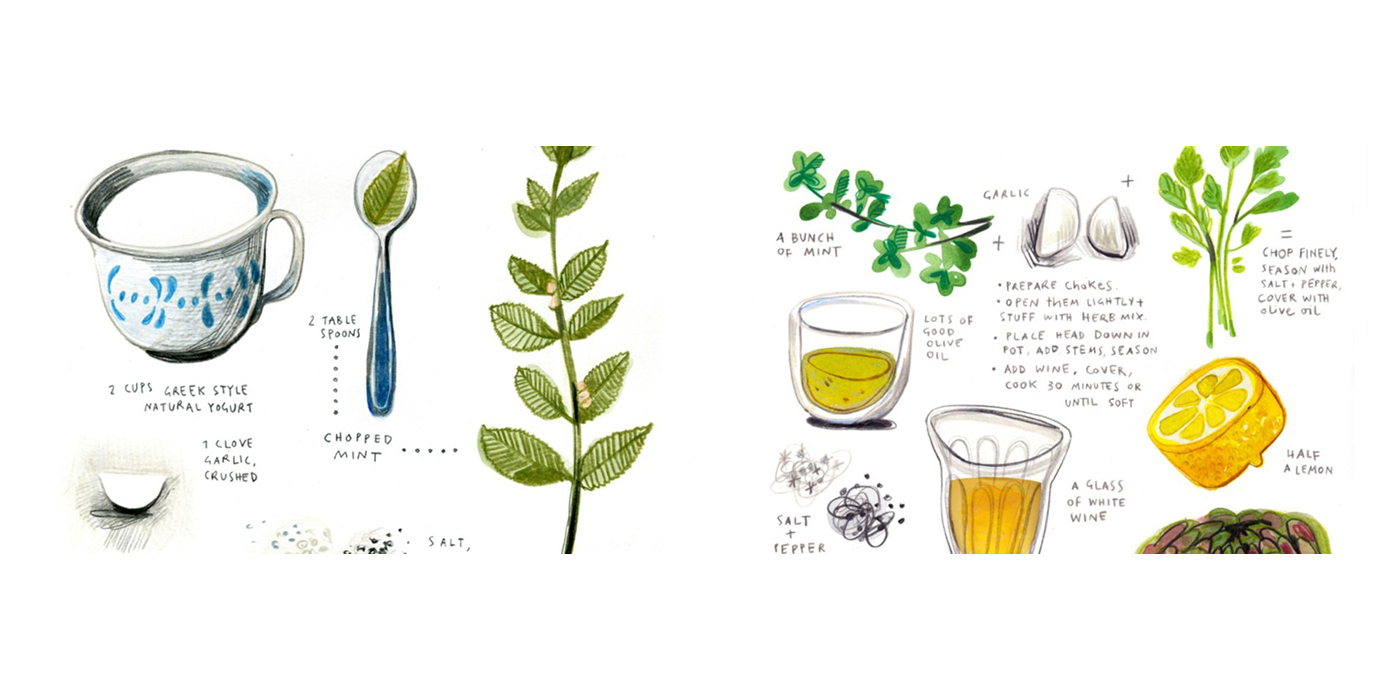 2 TABLE
SPOONS
2 CUPS GREEK STYLE
NATURAL YOGURT
1 CLOVE
GARLIC,
CRUSHED
CHOPPED
MINT
SALT,
A BUNCH
OF MINT
GARLIC
+
+
=
CHOP FINELY,
SEASON WITH
SALT + PEPPER,
COVER WITH
OLIVE OIL
LOTS OF
GOOD
OLIVE
OIL
• PREPARE CHOKES.
• OPEN THEM LIGHTLY +
STUFF WITH HERB MIX.
• PLACE HEAD DOWN IN
POT, ADD STEMS, SEASON
• ADD WINE, COVER,
COOK 30 MINUTES OR
UNTIL SOFT
HALF
A LEMON
A GLASS
OF WHITE
WINE
SALT
+
PEPPER